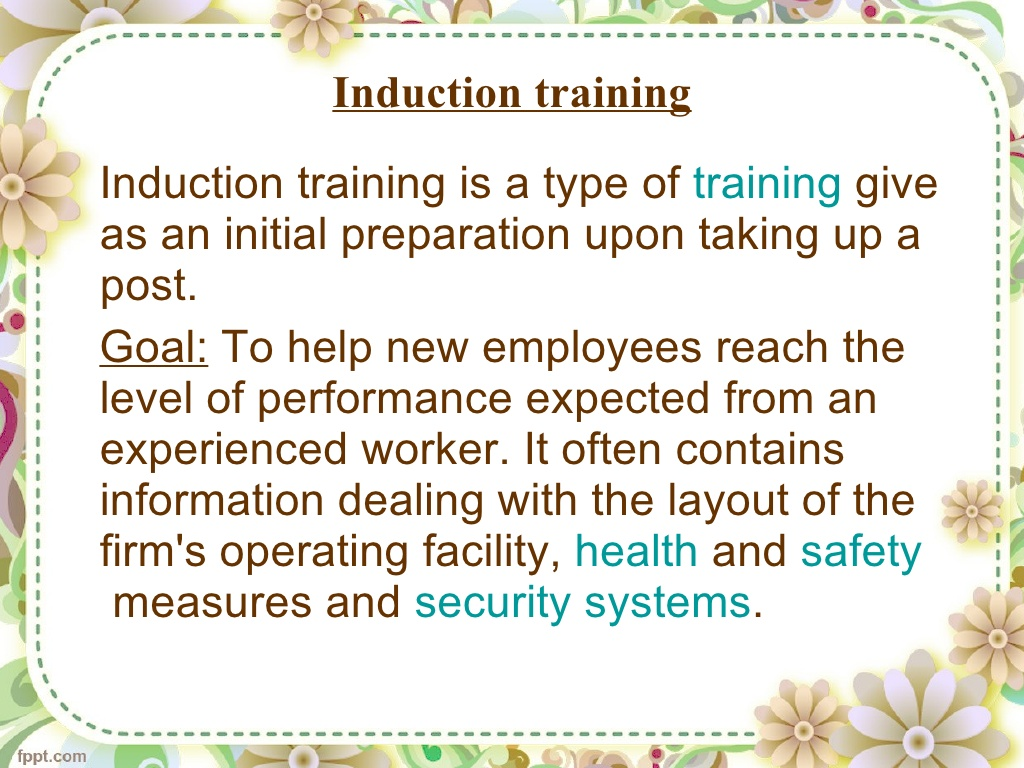 Induction training
Induction training is a type of training give
as an initial preparation upon taking up a
post.
Goal: To help new employees reach the
level of performance expected from an
experienced worker. It often contains
information dealing with the layout of the
firm's operating facility, health and safety
measures and security systems.
fppt.com